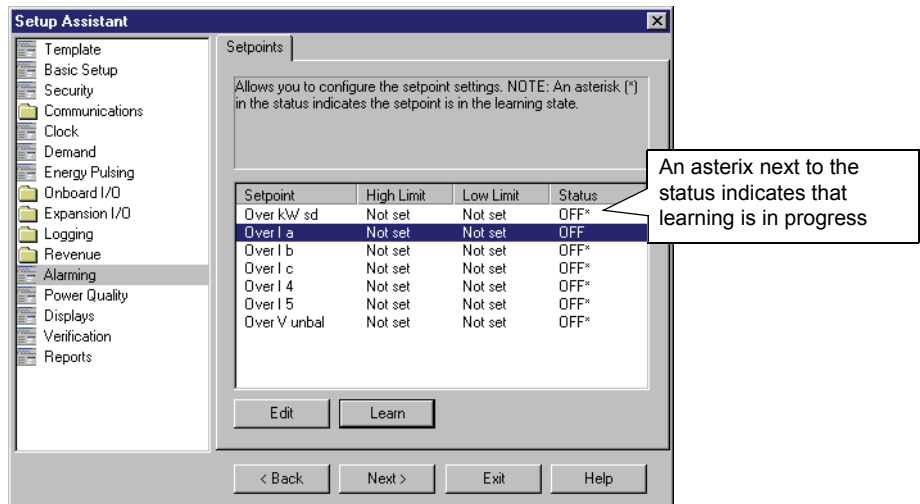 Setup Assistant
Template
Basic Setup
Security
Communications
Clock
Demand
Energy Pulsing
Onboard I/O
Expansion I/O
Logging
Revenue
Alarming
Power Quality
Displays
Verification
Reports
Setpoints
Allows you to configure the setpoint settings. NOTE: An asterisk (*)
in the status indicates the setpoint is in the learning state.
Setpoint High Limit Low Limit Status
Over kW sd Not set Not set OFF*
Over I a Not set Not set OFF
Over I b Not set Not set OFF*
Over I c Not set Not set OFF*
Over I 4 Not set Not set OFF*
Over I 5 Not set Not set OFF*
Over V unbal Not set Not set OFF*
Edit Learn
< Back Next > Exit Help
An asterix next to the
status indicates that
learning is in progress